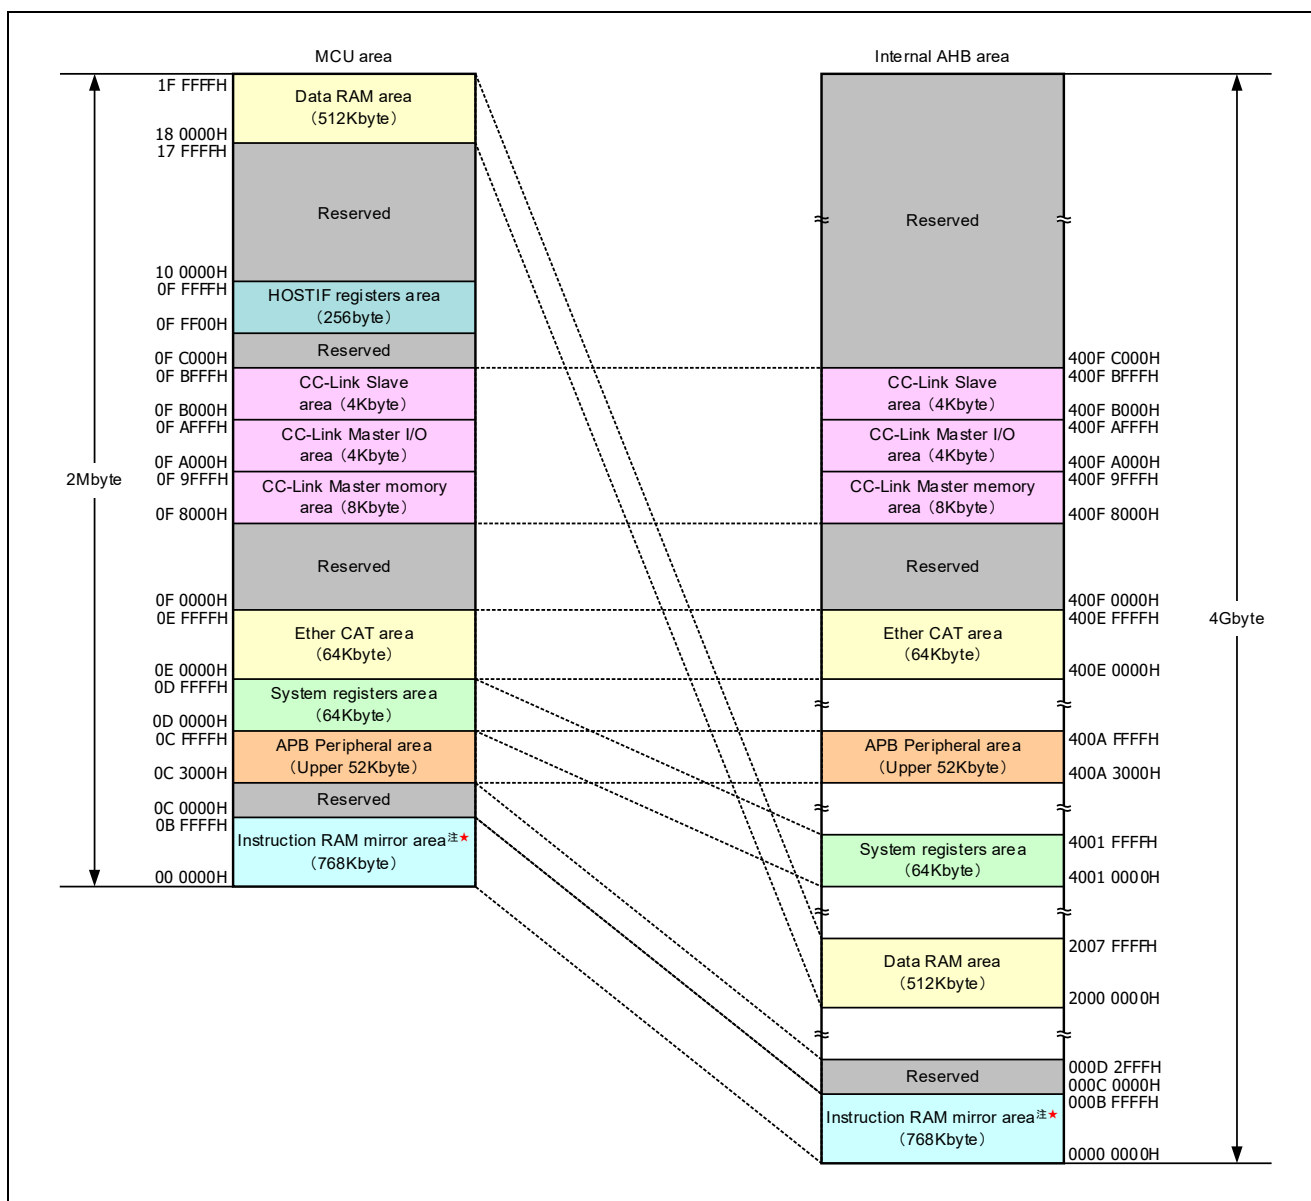 MCU area
Internal AHB area
1F FFFFH
Data RAM area
(512Kbyte)
18 0000H
17 FFFFH
Reserved
Reserved
10 0000H
0F FFFFH
HOSTIF registers area
(256byte)
0F FF00H
Reserved
0F C000H
400F C000H
0F BFFFH
400F BFFFH
CC-Link Slave
area (4Kbyte)
CC-Link Slave
area (4Kbyte)
0F B000H
400F B000H
0F AFFFH
400F AFFFH
CC-Link Master I/O
area (4Kbyte)
CC-Link Master I/O
area (4Kbyte)
0F A000H
400F A000H
2Mbyte
0F 9FFFH
400F 9FFFH
CC-Link Master momory
area (8Kbyte)
CC-Link Master memory
area (8Kbyte)
0F 8000H
400F 8000H
Reserved
Reserved
0F 0000H
400F 0000H
0E FFFFH
400E FFFFH
4Gbyte
Ether CAT area
(64Kbyte)
Ether CAT area
(64Kbyte)
0E 0000H
400E 0000H
0D FFFFH
System registers area
(64Kbyte)
0D 0000H
0C FFFFH
400A FFFFH
APB Peripheral area
(Upper 52Kbyte)
APB Peripheral area
(Upper 52Kbyte)
0C 3000H
400A 3000H
Reserved
0C 0000H
0B FFFFH
Instruction RAM mirror area注★
(768Kbyte)
00 0000H
4001 FFFFH
System registers area
(64Kbyte)
4001 0000H
2007 FFFFH
Data RAM area
(512Kbyte)
2000 0000H
000D 2FFFH
Reserved
000C 0000H
000B FFFFH
Instruction RAM mirror area注★
(768Kbyte)
0000 0000H